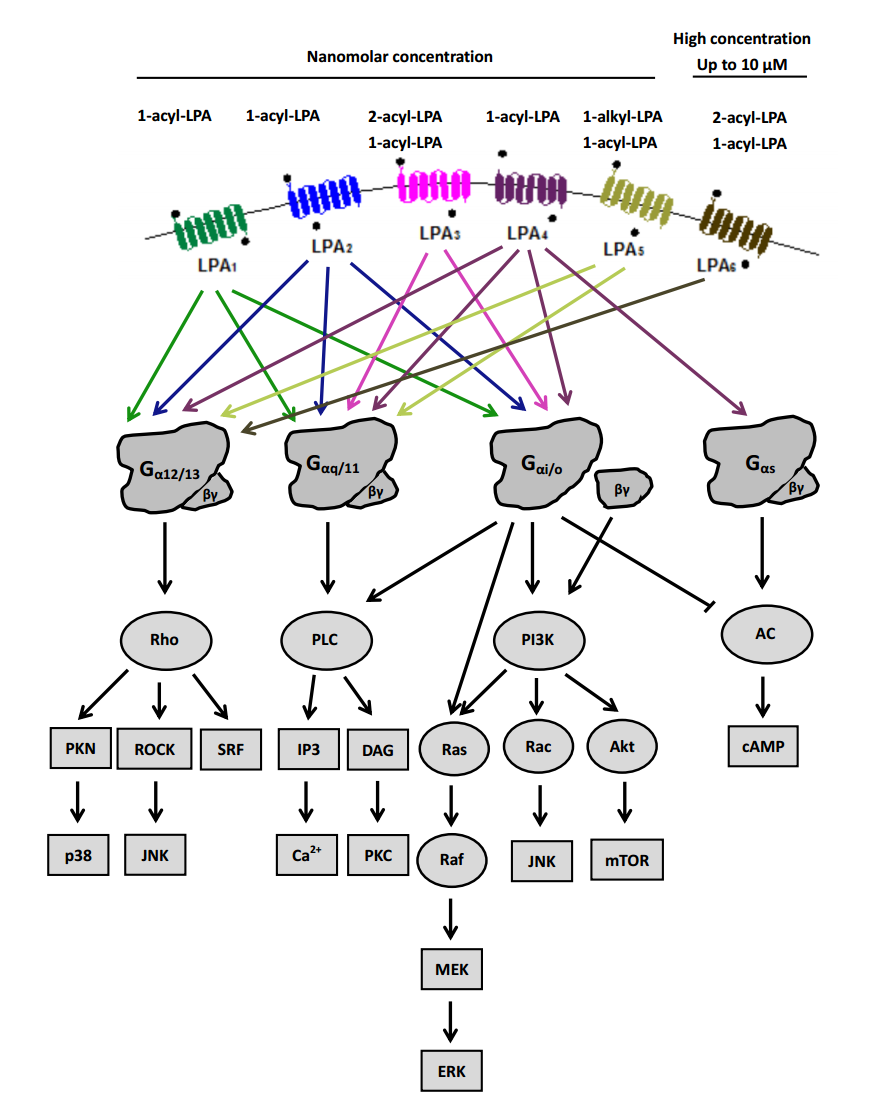 High concentration
Nanomolar concentration
Up to 10 µM
1-acyl-LPA 1-acyl-LPA 2-acyl-LPA 1-acyl-LPA 1-alkyl-LPA 2-acyl-LPA
1-acyl-LPA 1-acyl-LPA 1-acyl-LPA
LPA₁ LPA₂ LPA₃ LPA₄ LPA₅ LPA₆
Gα12/13 βγ Gαq/11 βγ Gαi/o βγ Gαs βγ
Rho PLC PI3K AC
PKN ROCK SRF IP3 DAG Ras Rac Akt cAMP
p38 JNK Ca²⁺ PKC Raf JNK mTOR
MEK
ERK